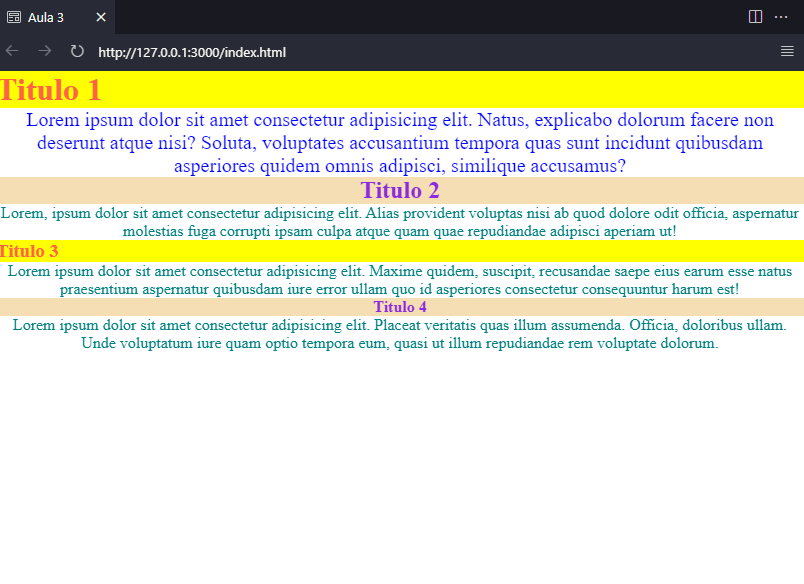 Aula 3
http://127.0.0.1:3000/index.html
Titulo 1
Lorem ipsum dolor sit amet consectetur adipisicing elit. Natus, explicabo dolorum facere non
deserunt atque nisi? Soluta, voluptates accusantium tempora quas sunt incidunt quibusdam
asperiores quidem omnis adipisci, similique accusamus?
Titulo 2
Lorem, ipsum dolor sit amet consectetur adipisicing elit. Alias provident voluptas nisi ab quod dolore odit officia, aspernatur
molestias fuga corrupti ipsam culpa atque quam quae repudiandae adipisci aperiam ut!
Titulo 3
Lorem ipsum dolor sit amet consectetur adipisicing elit. Maxime quidem, suscipit, recusandae saepe eius earum esse natus
praesentium aspernatur quibusdam iure error ullam quo id asperiores consectetur consequuntur harum est!
Titulo 4
Lorem ipsum dolor sit amet consectetur adipisicing elit. Placeat veritatis quas illum assumenda. Officia, doloribus ullam.
Unde voluptatum iure quam optio tempora eum, quasi ut illum repudiandae rem voluptate dolorum.